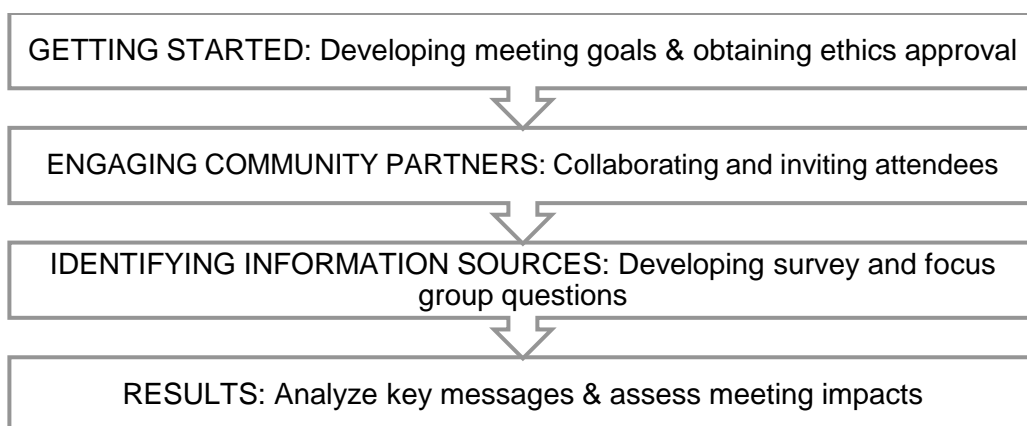 GETTING STARTED: Developing meeting goals & obtaining ethics approval
ENGAGING COMMUNITY PARTNERS: Collaborating and inviting attendees
IDENTIFYING INFORMATION SOURCES: Developing survey and focus
group questions
RESULTS: Analyze key messages & assess meeting impacts